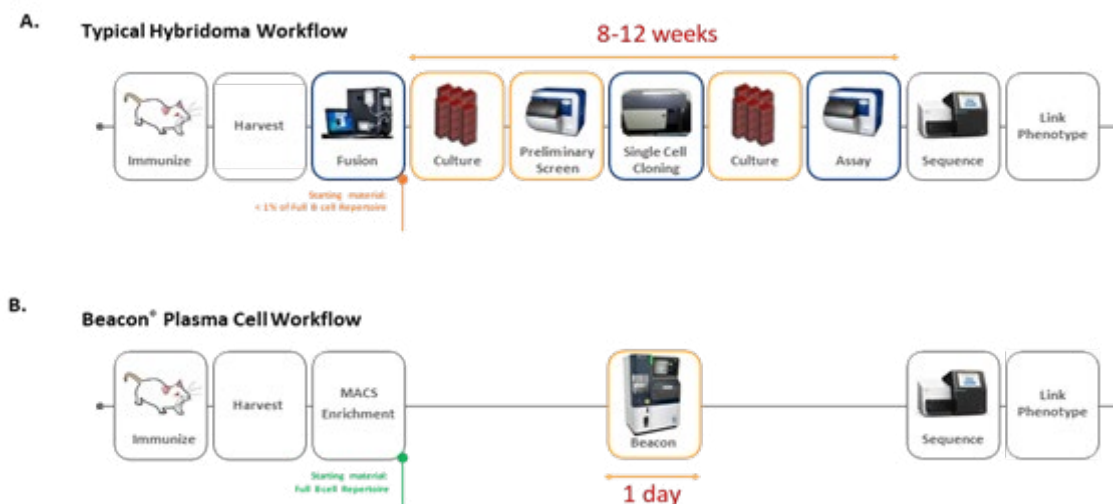 A.
Typical Hybridoma Workflow
8-12 weeks
Immunize
Harvest
Fusion
Culture
Preliminary
Screen
Single Cell
Cloning
Culture
Assay
Sequence
Link
Phenotype
Starting material:
< 1% of Full B cell Repertoire
B.
Beacon® Plasma Cell Workflow
Immunize
Harvest
MACS
Enrichment
Beacon
Sequence
Link
Phenotype
Starting material:
Full B cell Repertoire
1 day